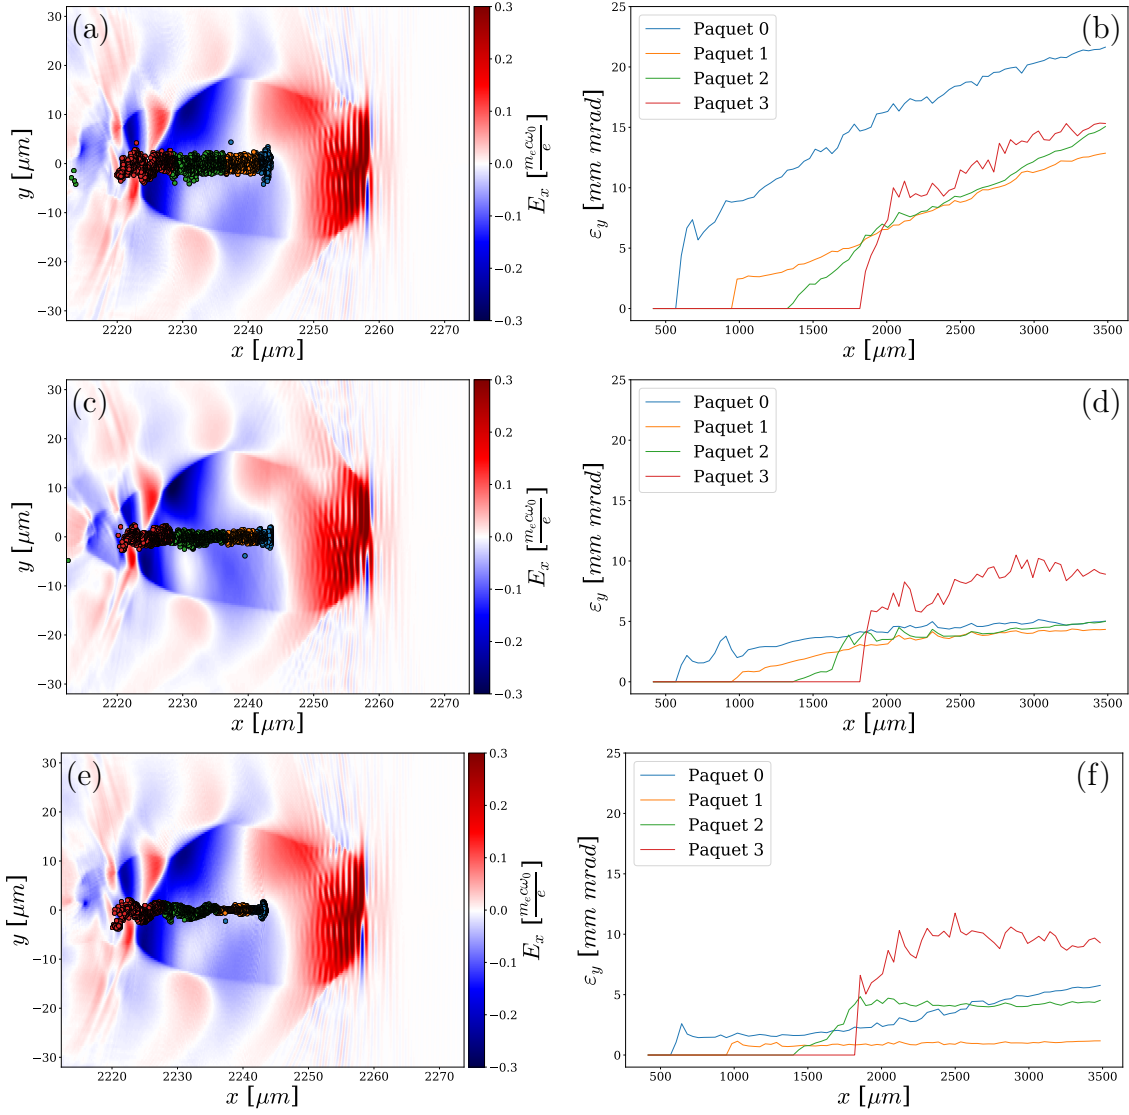 (a)
30
20
10
0
−10
−20
−30
y [μm]
2220 2230 2240 2250 2260 2270
x [μm]
0.3
0.2
0.1
0.0
−0.1
−0.2
−0.3
E_x [m_e c ω_0 / e]
(b)
Paquet 0
Paquet 1
Paquet 2
Paquet 3
25
20
15
10
5
0
ε_y [mm mrad]
500 1000 1500 2000 2500 3000 3500
x [μm]
(c)
30
20
10
0
−10
−20
−30
y [μm]
2220 2230 2240 2250 2260 2270
x [μm]
0.3
0.2
0.1
0.0
−0.1
−0.2
−0.3
E_x [m_e c ω_0 / e]
(d)
Paquet 0
Paquet 1
Paquet 2
Paquet 3
25
20
15
10
5
0
ε_y [mm mrad]
500 1000 1500 2000 2500 3000 3500
x [μm]
(e)
30
20
10
0
−10
−20
−30
y [μm]
2220 2230 2240 2250 2260 2270
x [μm]
0.3
0.2
0.1
0.0
−0.1
−0.2
−0.3
E_x [m_e c ω_0 / e]
(f)
Paquet 0
Paquet 1
Paquet 2
Paquet 3
25
20
15
10
5
0
ε_y [mm mrad]
500 1000 1500 2000 2500 3000 3500
x [μm]